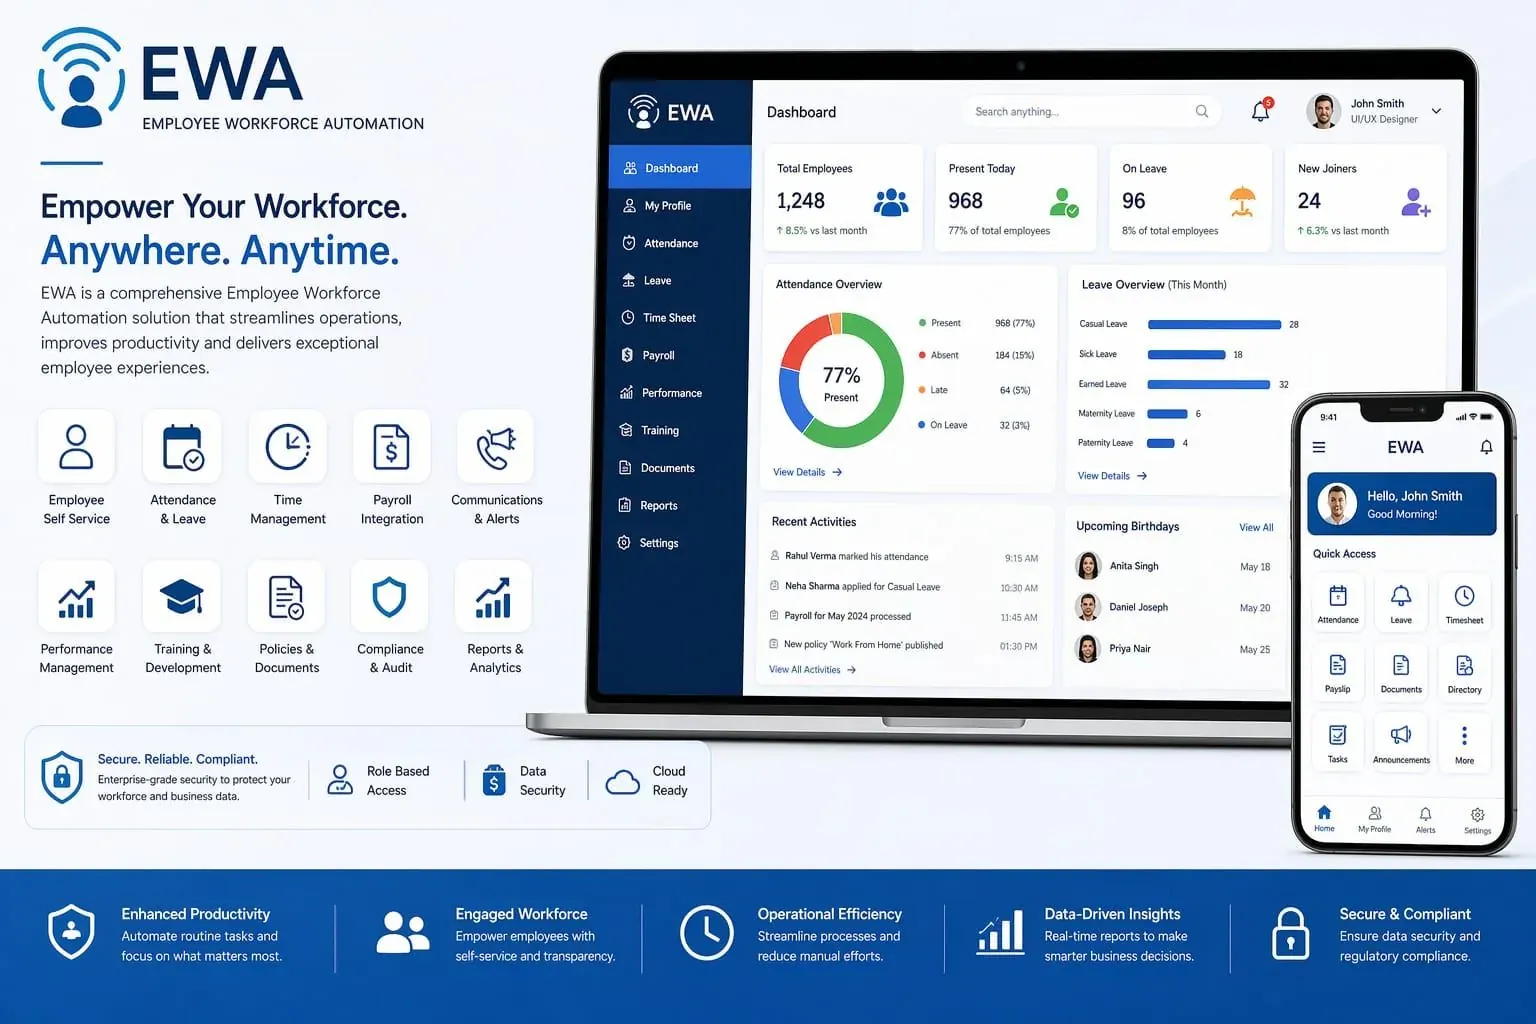 EWA
EMPLOYEE WORKFORCE AUTOMATION
Empower Your Workforce.
Anywhere. Anytime.
EWA is a comprehensive Employee Workforce
Automation solution that streamlines operations,
improves productivity and delivers exceptional
employee experiences.
Employee
Self Service
Attendance
& Leave
Time
Management
Payroll
Integration
Communications
& Alerts
Performance
Management
Training &
Development
Policies &
Documents
Compliance
& Audit
Reports &
Analytics
Secure. Reliable. Compliant.
Enterprise-grade security to protect your
workforce and business data.
Role Based
Access
Data
Security
Cloud
Ready
EWA
Dashboard
My Profile
Attendance
Leave
Time Sheet
Payroll
Performance
Training
Documents
Reports
Settings
Dashboard
Search anything...
5
John Smith
UI/UX Designer
Total Employees
1,248
↑ 8.5% vs last month
Present Today
968
77% of total employees
On Leave
96
8% of total employees
New Joiners
24
↑ 6.3% vs last month
Attendance Overview
77%
Present
Present 968 (77%)
Absent 184 (15%)
Late 64 (5%)
On Leave 32 (3%)
View Details →
Leave Overview (This Month)
Casual Leave 28
Sick Leave 18
Earned Leave 32
Maternity Leave 6
Paternity Leave 4
View Details →
Recent Activities
Rahul Verma marked his attendance 9:15 AM
Neha Sharma applied for Casual Leave 10:30 AM
Payroll for May 2024 processed 11:45 AM
New policy 'Work From Home' published 01:30 PM
View All Activities →
Upcoming Birthdays View All
Anita Singh May 18
Daniel Joseph May 20
Priya Nair May 25
9:41
EWA
Hello, John Smith
Good Morning!
Quick Access
Attendance
Leave
Timesheet
Payslip
Documents
Directory
Tasks
Announcements
More
Home
My Profile
Alerts
Settings
Enhanced Productivity
Automate routine tasks and
focus on what matters most.
Engaged Workforce
Empower employees with
self-service and transparency.
Operational Efficiency
Streamline processes and
reduce manual efforts.
Data-Driven Insights
Real-time reports to make
smarter business decisions.
Secure & Compliant
Ensure data security and
regulatory compliance.